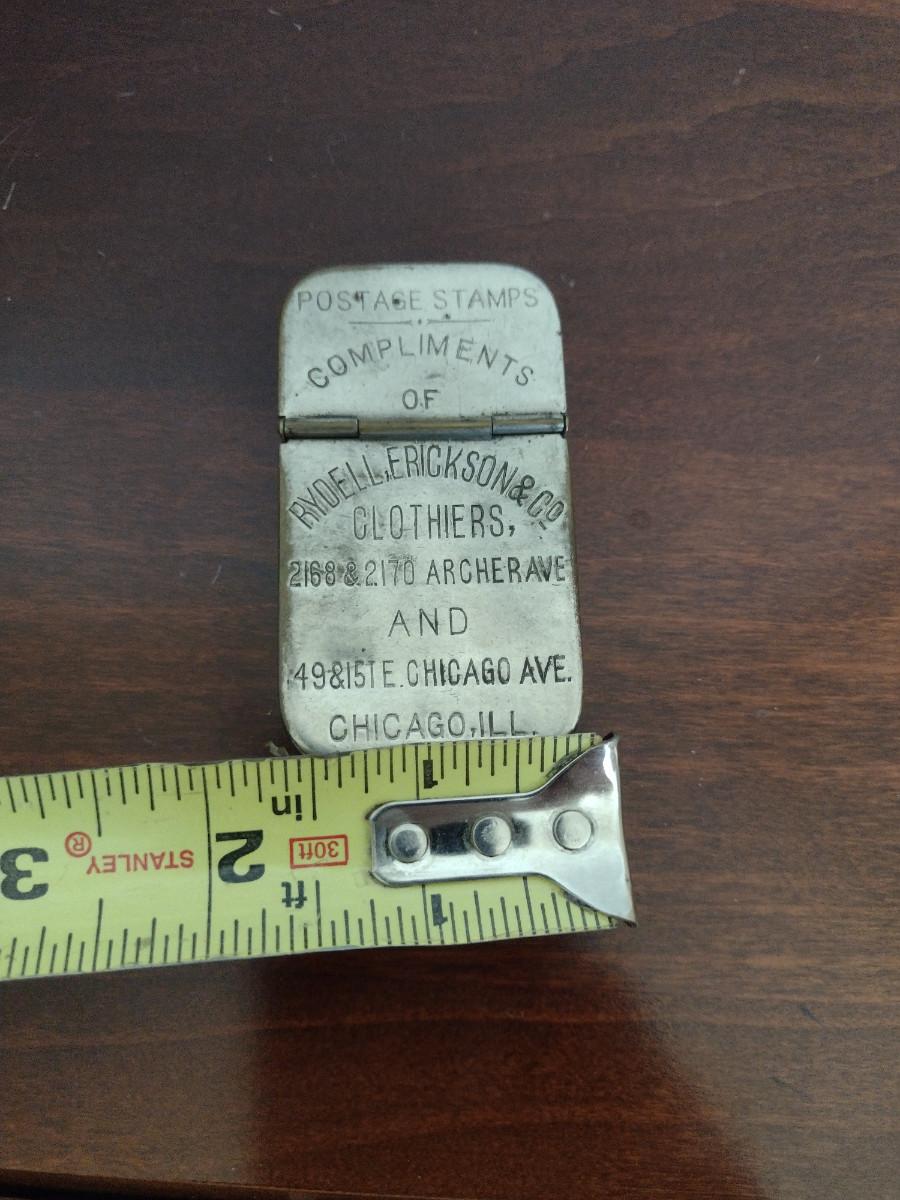 POSTAGE STAMPS
COMPLIMENTS
OF
RYDELL, ERICKSON & CO
CLOTHIERS,
2168 & 2170 ARCHER AVE
AND
149 & 151 E. CHICAGO AVE.
CHICAGO, ILL.
1
in
3 STANLEY ® 2 30ft
ft
1